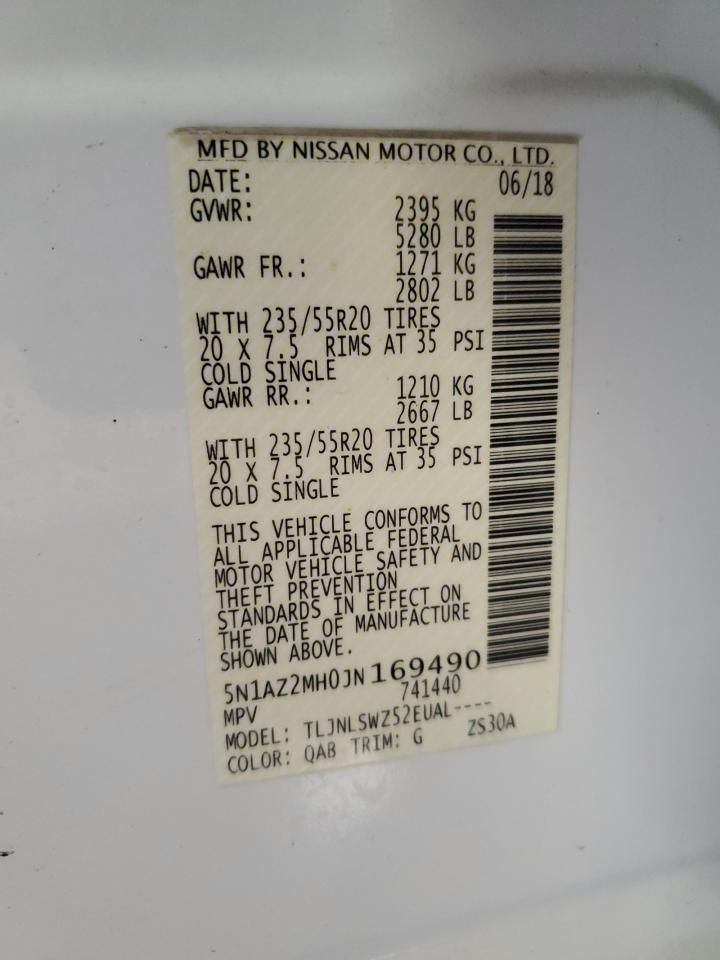 MFD BY NISSAN MOTOR CO., LTD.
DATE: 06/18
GVWR: 2395 KG
5280 LB
GAWR FR.: 1271 KG
2802 LB
WITH 235/55R20 TIRES
20 X 7.5 RIMS AT 35 PSI
COLD SINGLE
GAWR RR.: 1210 KG
2667 LB
WITH 235/55R20 TIRES
20 X 7.5 RIMS AT 35 PSI
COLD SINGLE
THIS VEHICLE CONFORMS TO
ALL APPLICABLE FEDERAL
MOTOR VEHICLE SAFETY AND
THEFT PREVENTION
STANDARDS IN EFFECT ON
THE DATE OF MANUFACTURE
SHOWN ABOVE.
5N1AZ2MH0JN169490
MPV 741440
MODEL: TLJNLSWZ52EUAL----
COLOR: QAB TRIM: G ZS30A